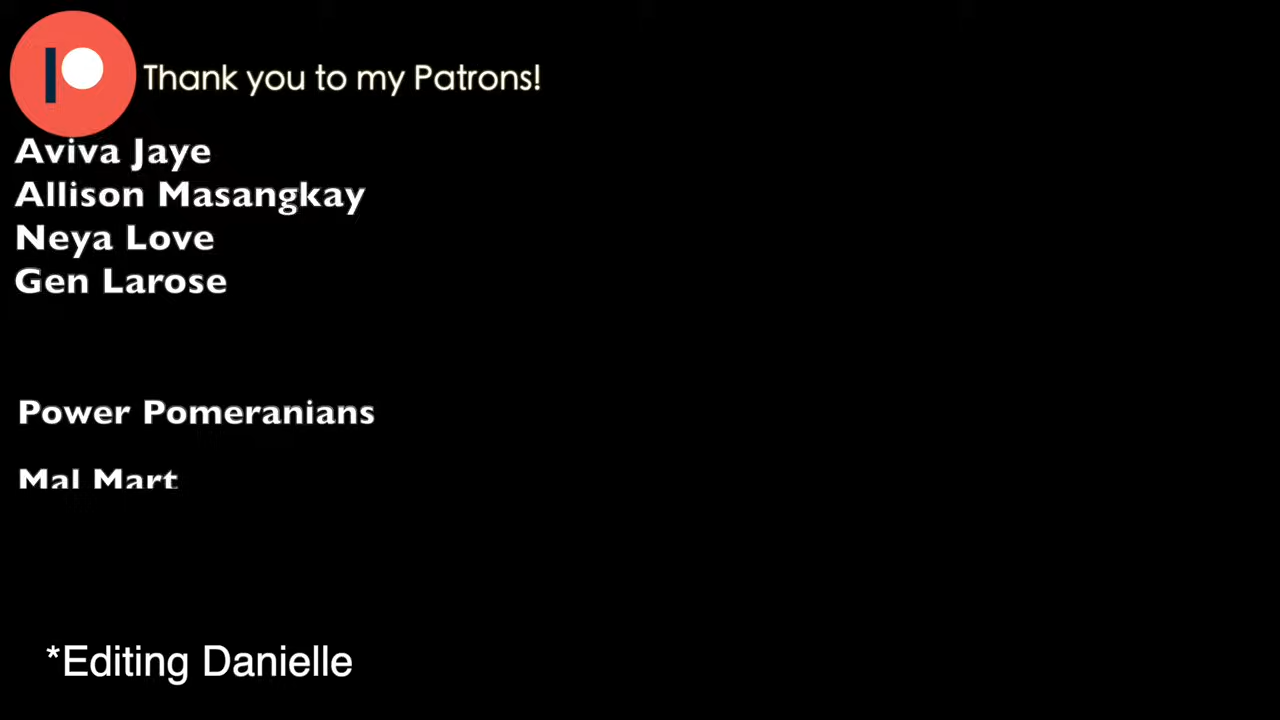 Thank you to my Patrons!
Aviva Jaye
Allison Masangkay
Neya Love
Gen Larose
Power Pomeranians
Mal Mart
*Editing Danielle